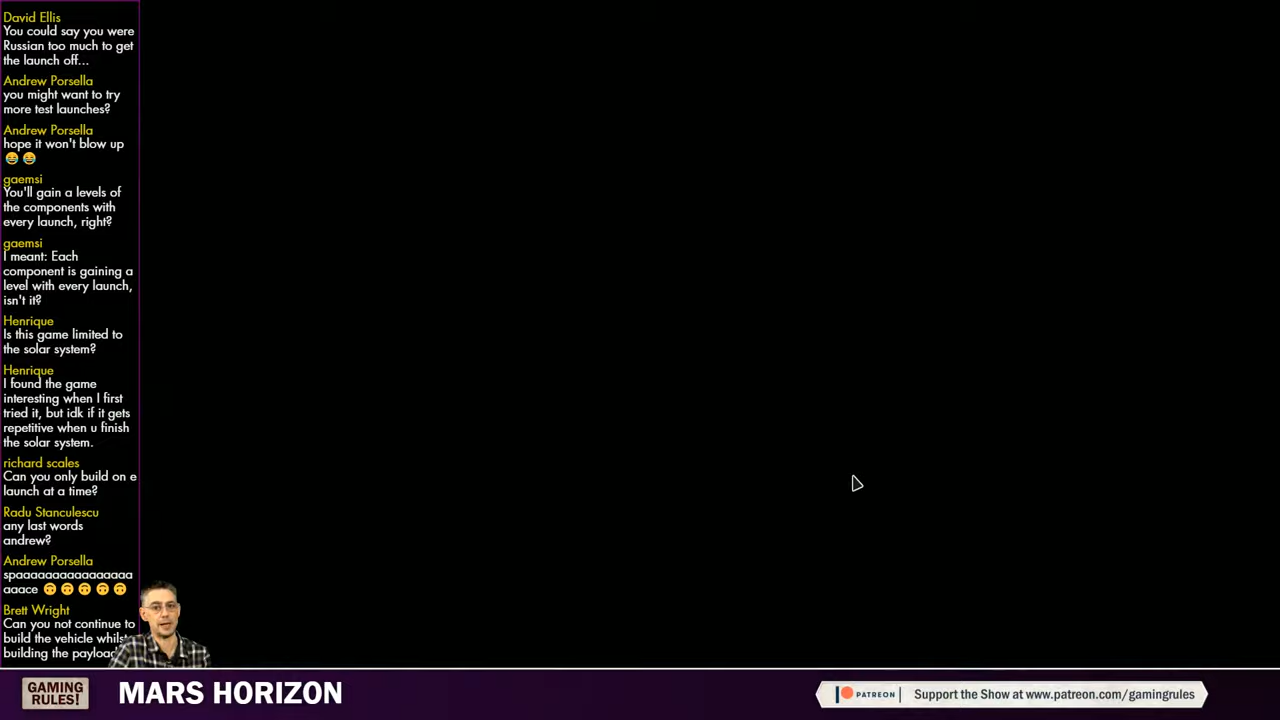 David Ellis
You could say you were
Russian too much to get
the launch off...
Andrew Porsella
you might want to try
more test launches?
Andrew Porsella
hope it won't blow up
😂 😂
gaemsi
You'll gain a levels of
the components with
every launch, right?
gaemsi
I meant: Each
component is gaining a
level with every launch,
isn't it?
Henrique
Is this game limited to
the solar system?
Henrique
I found the game
interesting when I first
tried it, but idk if it gets
repetitive when u finish
the solar system.
richard scales
Can you only build on e
launch at a time?
Radu Stanculescu
any last words
andrew?
Andrew Porsella
spaaaaaaaaaaaaaaa
aaace 🙃 🙃 🙃 🙃 🙃
Brett Wright
Can you not continue to
build the vehicle whilst
building the payload
GAMING
RULES!
MARS HORIZON
PATREON
Support the Show at www.patreon.com/gamingrules